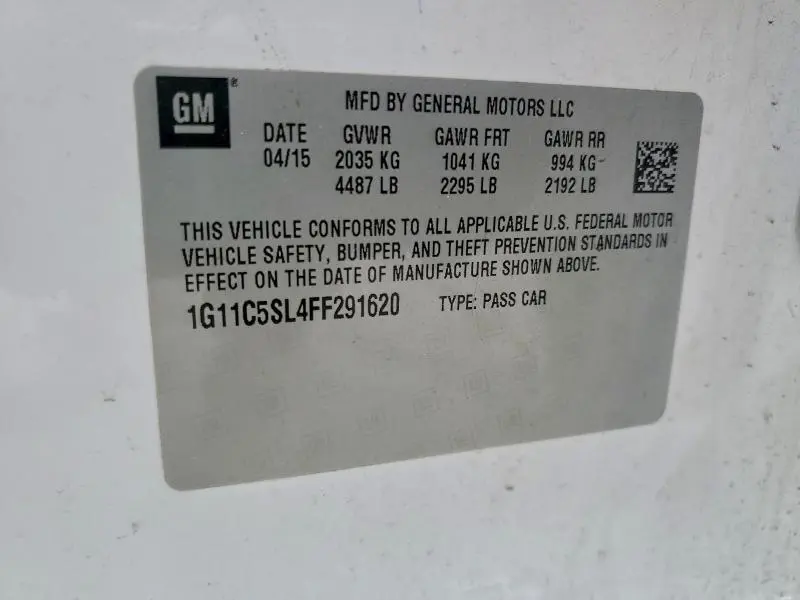 GM®
MFD BY GENERAL MOTORS LLC
DATE GVWR GAWR FRT GAWR RR
04/15 2035 KG 1041 KG 994 KG
4487 LB 2295 LB 2192 LB
THIS VEHICLE CONFORMS TO ALL APPLICABLE U.S. FEDERAL MOTOR
VEHICLE SAFETY, BUMPER, AND THEFT PREVENTION STANDARDS IN
EFFECT ON THE DATE OF MANUFACTURE SHOWN ABOVE.
1G11C5SL4FF291620 TYPE: PASS CAR